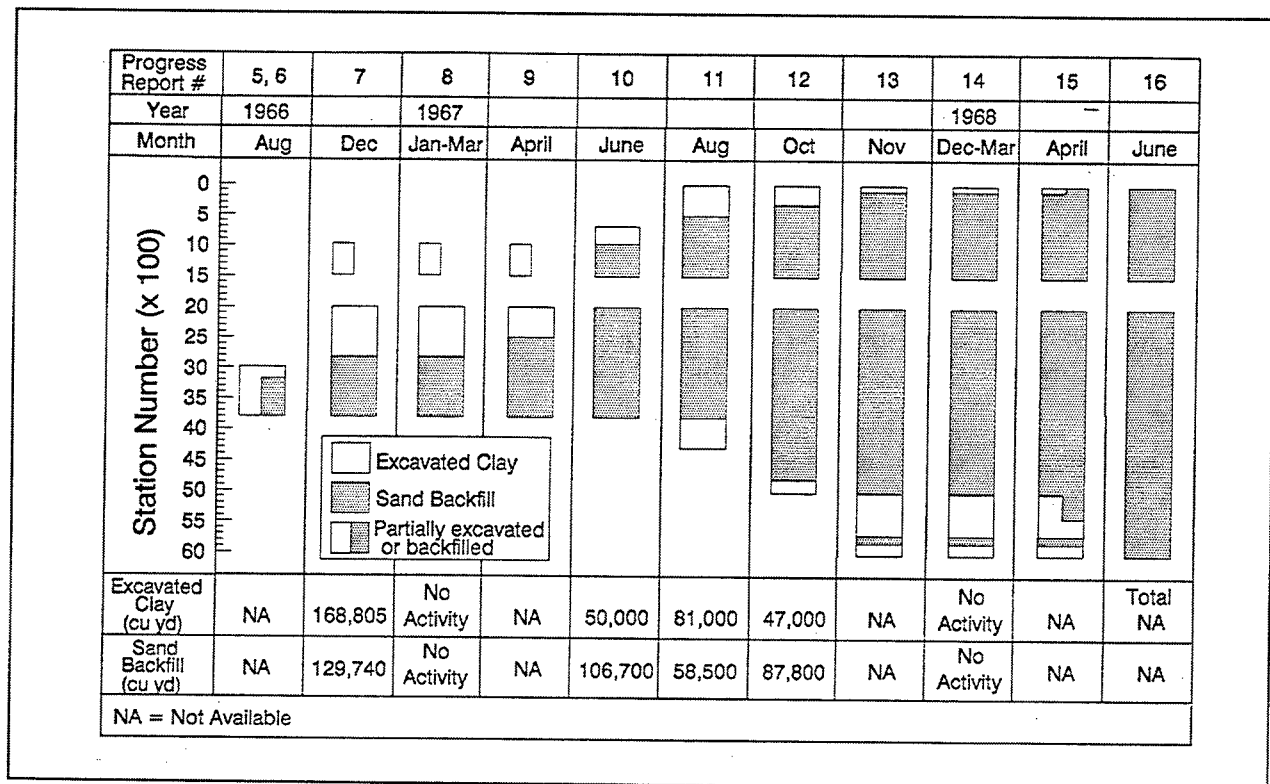 Progress Report # 5, 6 7 8 9 10 11 12 13 14 15 16
Year 1966 1967 1968
Month Aug Dec Jan-Mar April June Aug Oct Nov Dec-Mar April June
Station Number (x 100)
0
5
10
15
20
25
30
35
40
45
50
55
60
Excavated Clay
Sand Backfill
Partially excavated
or backfilled
Excavated Clay (cu yd) NA 168,805 No Activity NA 50,000 81,000 47,000 NA No Activity NA Total NA
Sand Backfill (cu yd) NA 129,740 No Activity NA 106,700 58,500 87,800 NA No Activity NA NA
NA = Not Available